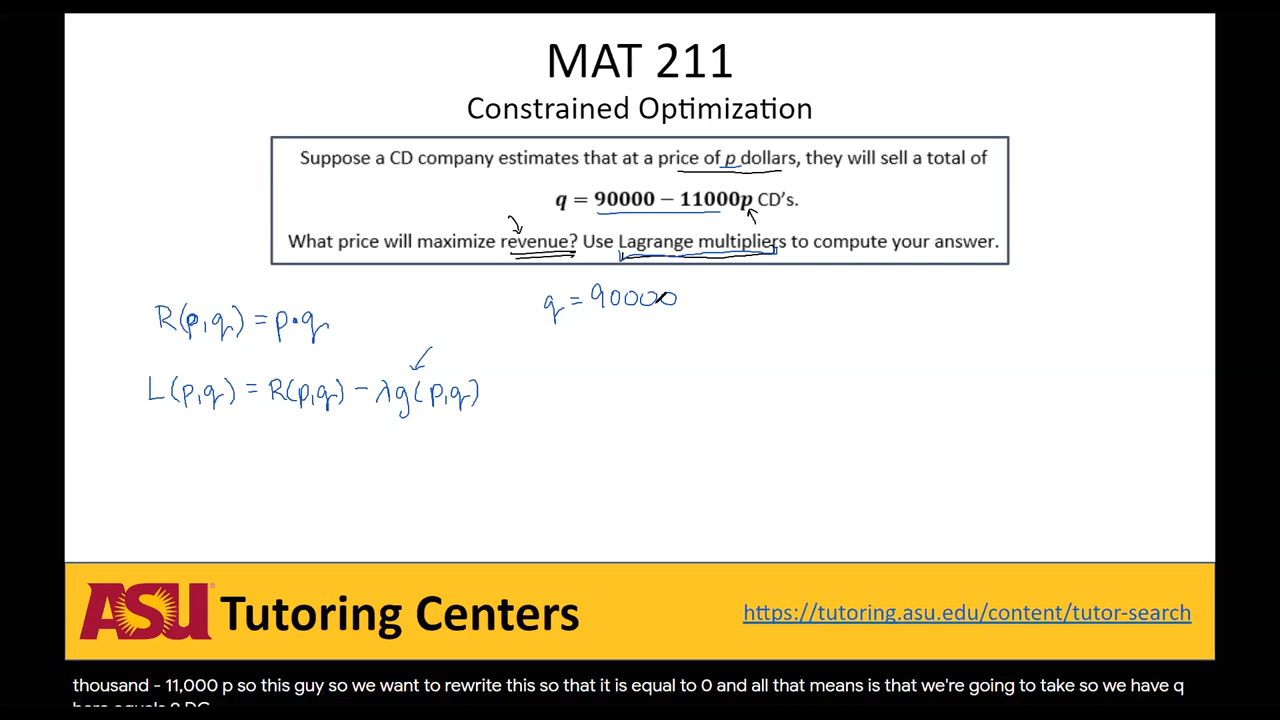 MAT 211
Constrained Optimization
Suppose a CD company estimates that at a price of p dollars, they will sell a total of
q = 90000 − 11000p CD's.
What price will maximize revenue? Use Lagrange multipliers to compute your answer.
q = 90000
R(p,q) = p·q
L(p,q) = R(p,q) − λg(p,q)
ASU Tutoring Centers
https://tutoring.asu.edu/content/tutor-search
thousand - 11,000 p so this guy so we want to rewrite this so that it is equal to 0 and all that means is that we're going to take so we have q